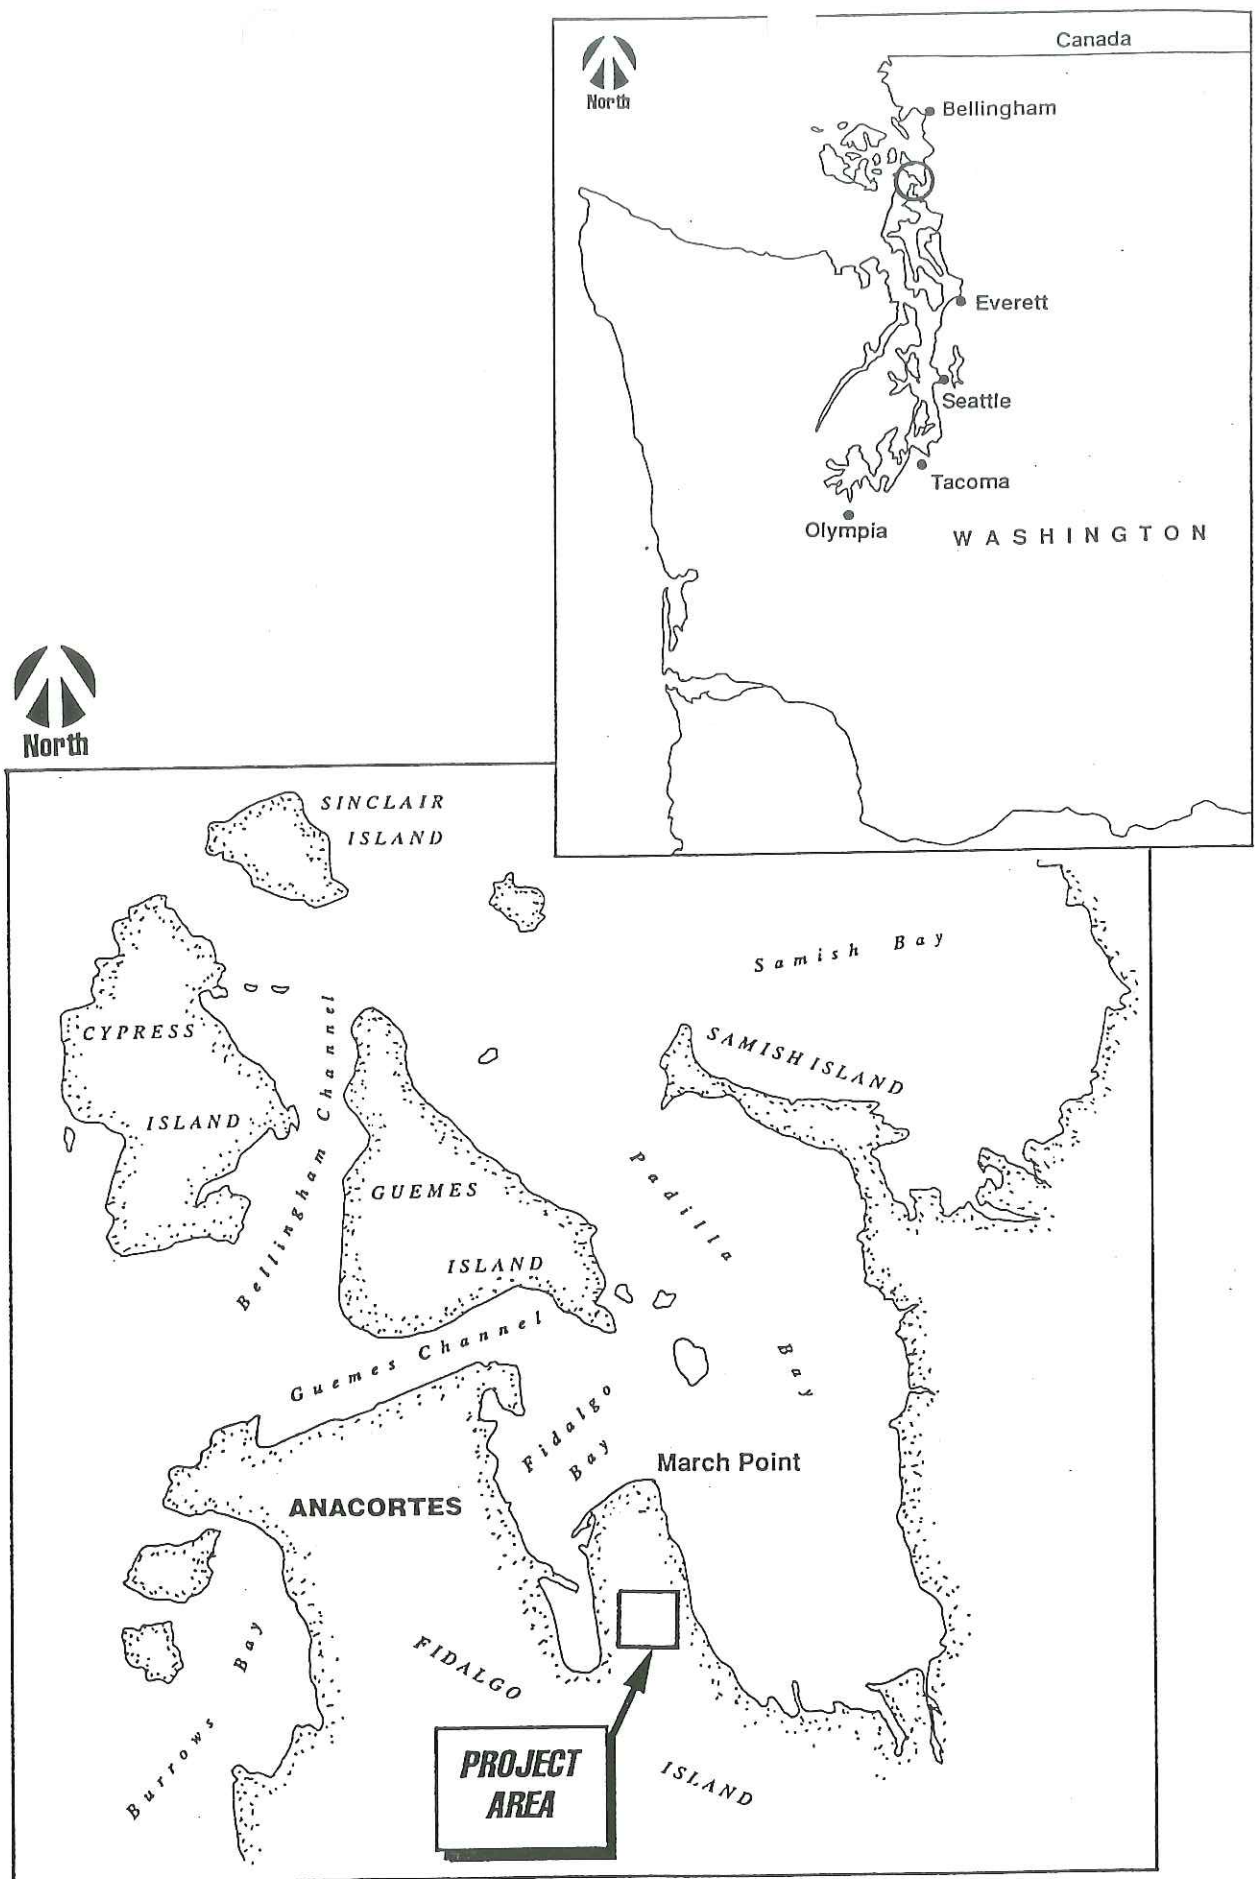 Canada
North
Bellingham
Everett
Seattle
Tacoma
Olympia
WASHINGTON
North
SINCLAIR
ISLAND
Samish Bay
CYPRESS
ISLAND
Bellingham Channel
SAMISH ISLAND
GUEMES
ISLAND
Padilla
Bay
Guemes Channel
Fidalgo
Bay
March Point
ANACORTES
Burrows Bay
FIDALGO
ISLAND
PROJECT
AREA